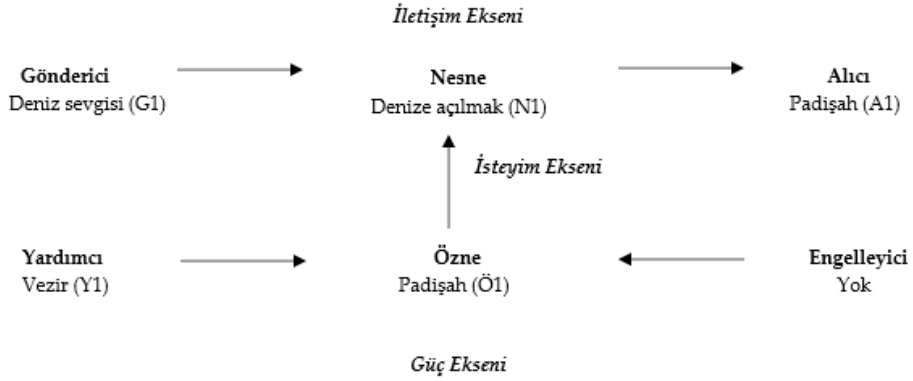 İletişim Ekseni
Gönderici
Deniz sevgisi (G1)
Nesne
Denize açılmak (N1)
Alıcı
Padişah (A1)
İsteyim Ekseni
Yardımcı
Vezir (Y1)
Özne
Padişah (Ö1)
Engelleyici
Yok
Güç Ekseni